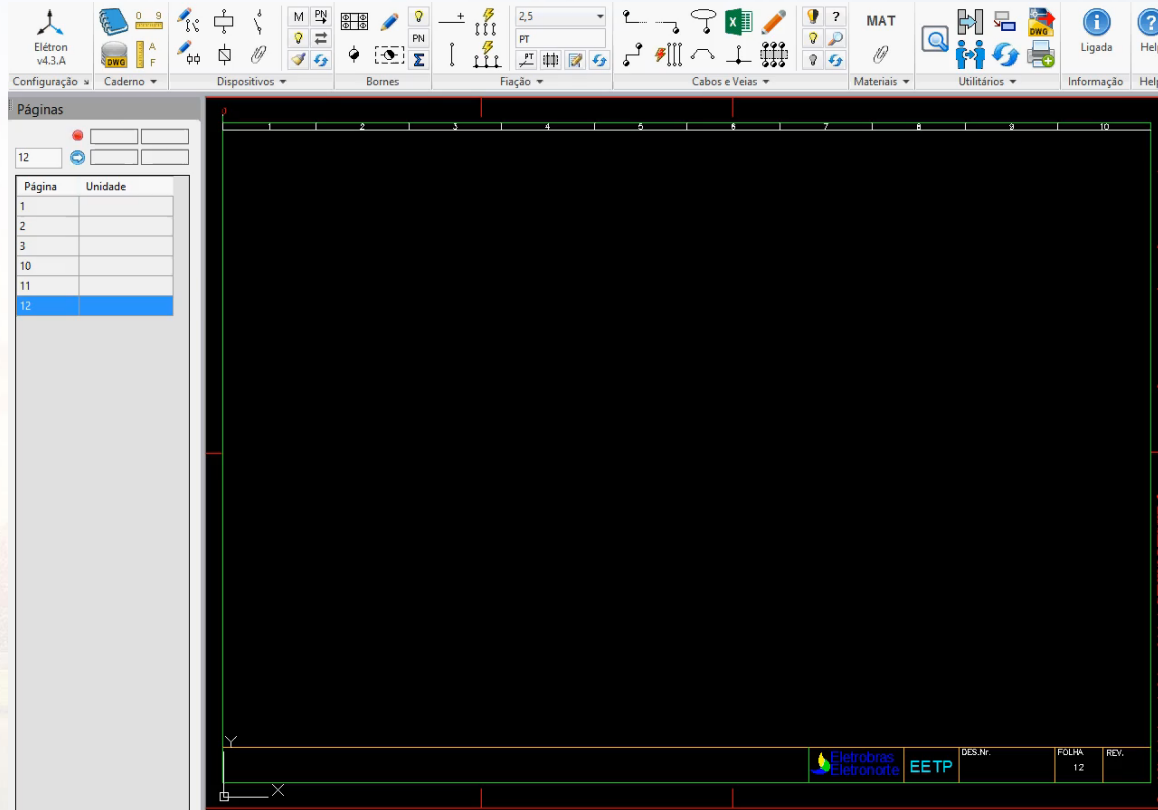 M PN 2,5 ?
0 9 PN PT MAT DWG
Elétron A PT Ligada Help
v4.3.A DWG F Σ
Configuração Caderno Dispositivos Bornes Fiação Cabos e Veias Materiais Utilitários Informação Help
Páginas
12
Página Unidade
1
2
3
10
11
12
1 2 3 4 5 6 7 8 9 10
Y
X
Eletrobras
Eletronorte
EETP
DES.Nr. FOLHA REV.
12